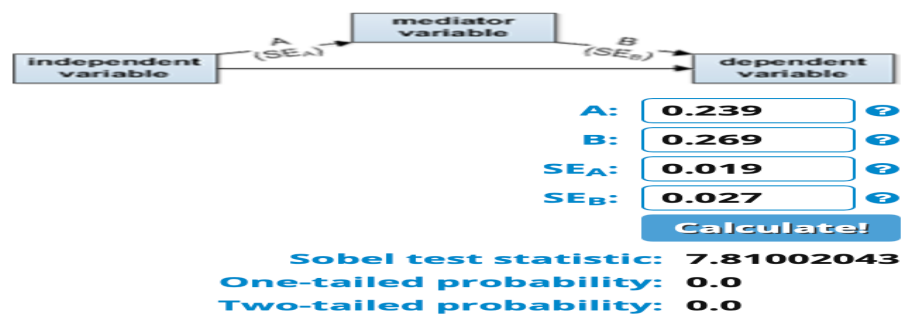 mediator
variable
A
(SEA)
B
(SEB)
independent
variable
dependent
variable
A: 0.239 ?
B: 0.269 ?
SEA: 0.019 ?
SEB: 0.027 ?
Calculate!
Sobel test statistic: 7.81002043
One-tailed probability: 0.0
Two-tailed probability: 0.0